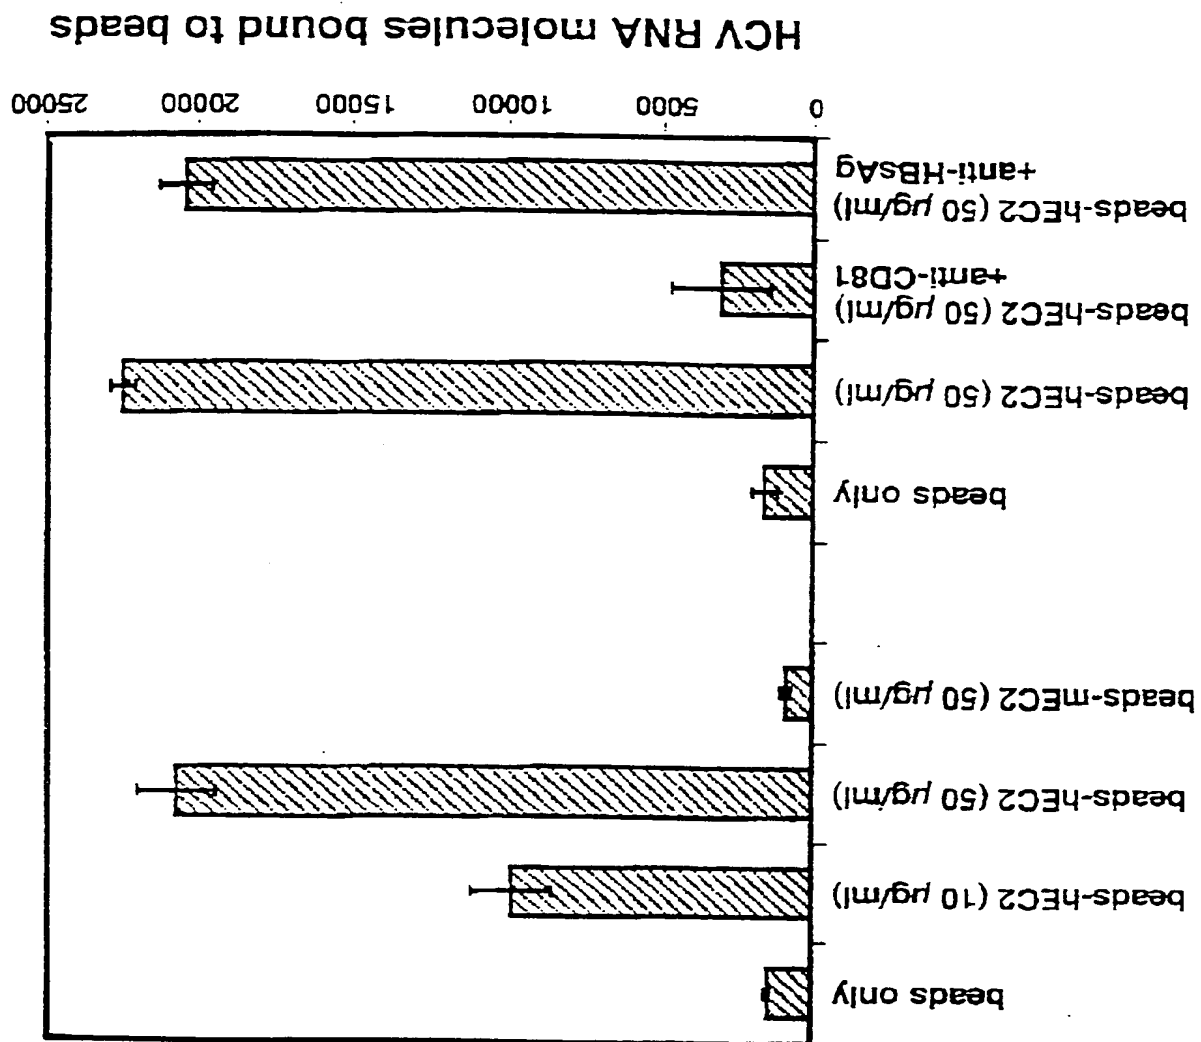 beads only
beads-hEC2 (10 µg/ml)
beads-hEC2 (50 µg/ml)
beads-mEC2 (50 µg/ml)
beads only
beads-hEC2 (50 µg/ml)
beads-hEC2 (50 µg/ml)
+anti-CD81
beads-hEC2 (50 µg/ml)
+anti-HBsAg
0 5000 10000 15000 20000 25000
HCV RNA molecules bound to beads